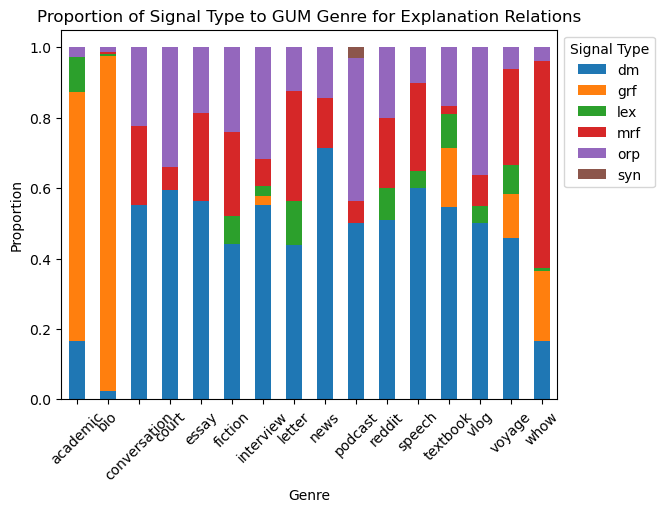 Proportion of Signal Type to GUM Genre for Explanation Relations
Signal Type
dm
grf
lex
mrf
orp
syn
Proportion
1.0
0.8
0.6
0.4
0.2
0.0
academic
bio
conversation
court
essay
fiction
interview
letter
news
podcast
reddit
speech
textbook
vlog
voyage
whow
Genre